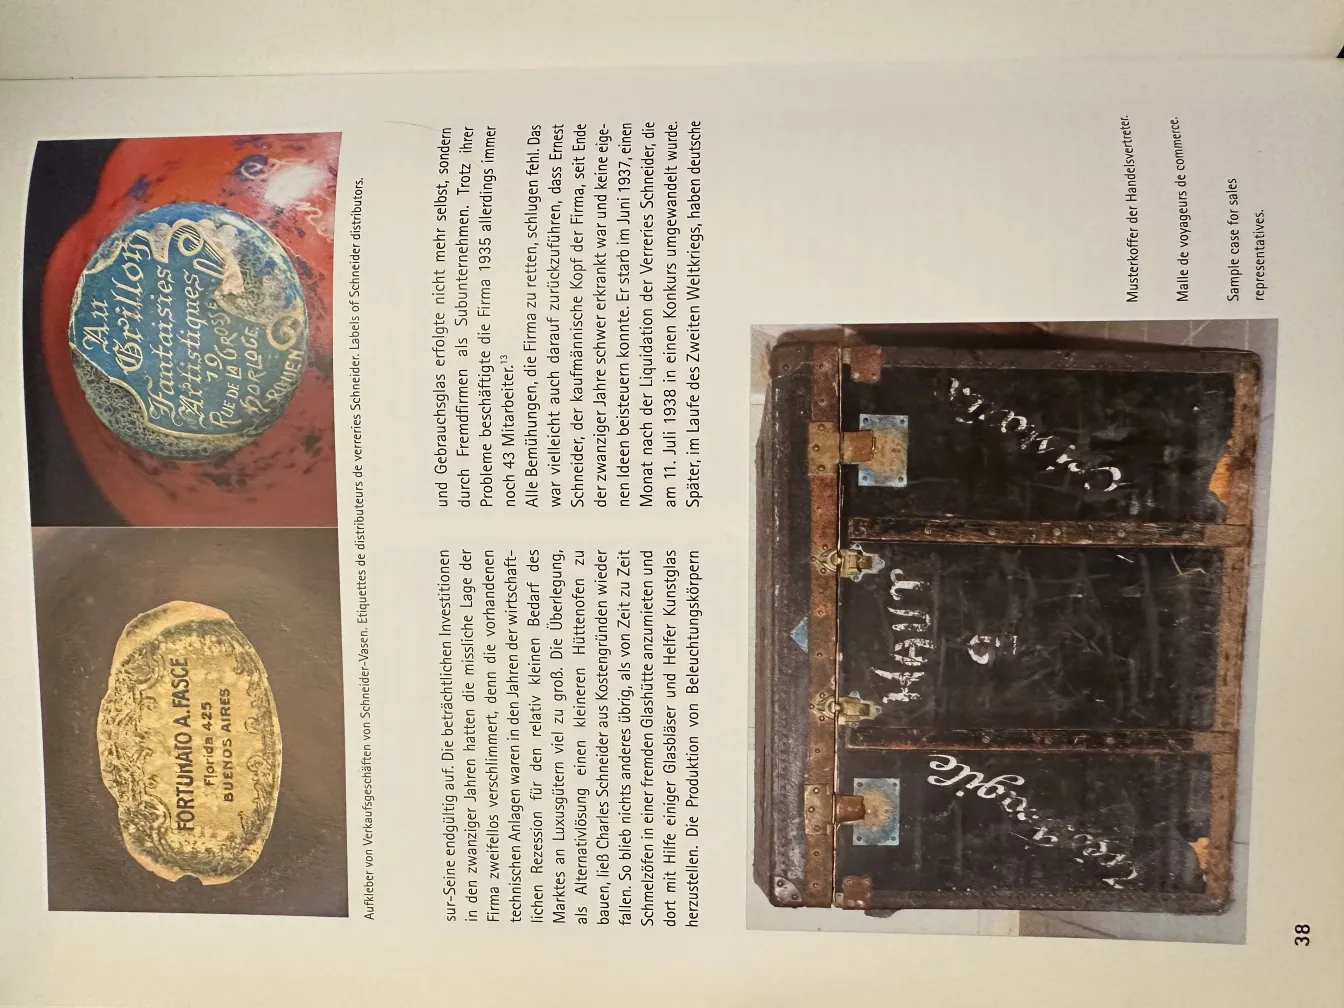 FORTUNATO A. FASCE
Florida 425
BUENOS AIRES
Au
Grillon
Fantaisies
Artistiques
19
RUE DE LA GROSSE
HORLOGE
ROUEN
Aufkleber von Verkaufsgeschäften von Schneider-Vasen. Etiquettes de distributeurs de verreries Schneider. Labels of Schneider distributors.
sur-Seine endgültig auf. Die beträchtlichen Investitionen
in den zwanziger Jahren hatten die missliche Lage der
Firma zweifellos verschlimmert, denn die vorhandenen
technischen Anlagen waren in den Jahren der wirtschaft-
lichen Rezession für den relativ kleinen Bedarf des
Marktes an Luxusgütern viel zu groß. Die Überlegung,
als Alternativlösung einen kleineren Hüttenofen zu
bauen, ließ Charles Schneider aus Kostengründen wieder
fallen. So blieb nichts anderes übrig, als von Zeit zu Zeit
Schmelzöfen in einer fremden Glashütte anzumieten und
dort mit Hilfe einiger Glasbläser und Helfer Kunstglas
herzustellen. Die Produktion von Beleuchtungskörpern
und Gebrauchsglas erfolgte nicht mehr selbst, sondern
durch Fremdfirmen als Subunternehmen. Trotz ihrer
Probleme beschäftigte die Firma 1935 allerdings immer
noch 43 Mitarbeiter.13
Alle Bemühungen, die Firma zu retten, schlugen fehl. Das
war vielleicht auch darauf zurückzuführen, dass Ernest
Schneider, der kaufmännische Kopf der Firma, seit Ende
der zwanziger Jahre schwer erkrankt war und keine eige-
nen Ideen beisteuern konnte. Er starb im Juni 1937, einen
Monat nach der Liquidation der Verreries Schneider, die
am 11. Juli 1938 in einen Konkurs umgewandelt wurde.
Später, im Laufe des Zweiten Weltkriegs, haben deutsche
HAUT
Musterkoffer der Handelsvertreter.
Malle de voyageurs de commerce.
Sample case for sales
representatives.
38